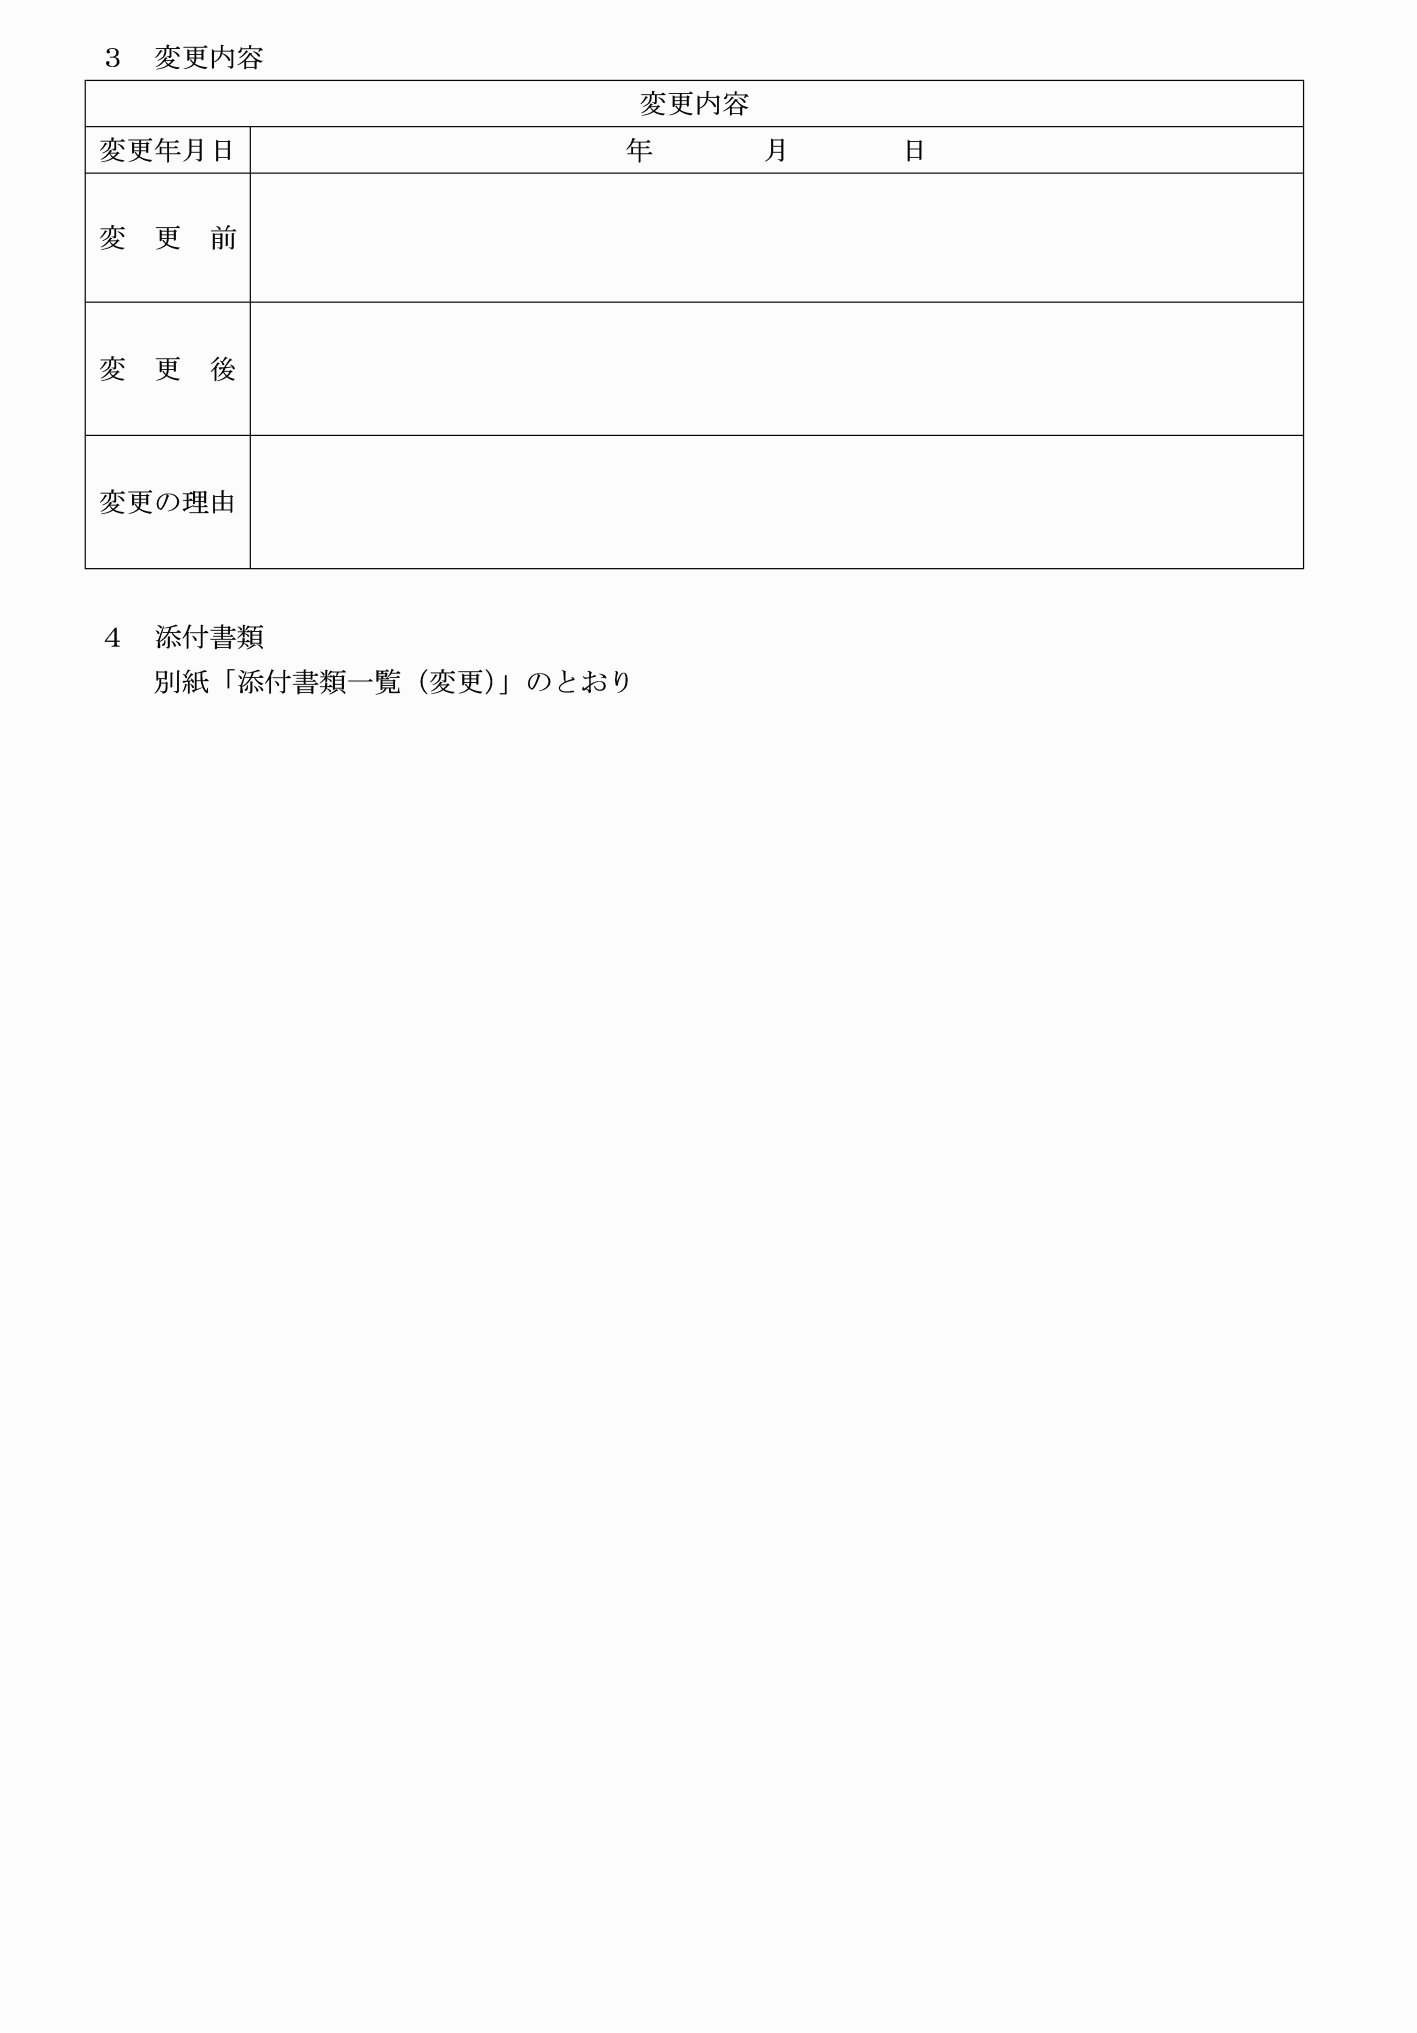 ３　変更内容
変更内容
変更年月日　年　　　　月　　　　日
変　更　前
変　更　後
変更の理由
４　添付書類
別紙「添付書類一覧（変更）」のとおり